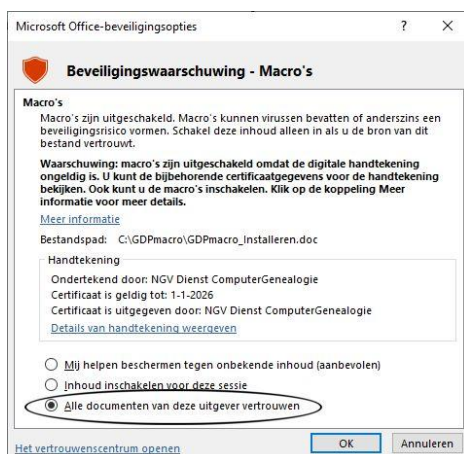 Microsoft Office-beveiligingsopties
?
X
Beveiligingswaarschuwing - Macro's
Macro's
Macro's zijn uitgeschakeld. Macro's kunnen virussen bevatten of anderszins een
beveiligingsrisico vormen. Schakel deze inhoud alleen in als u de bron van dit
bestand vertrouwt.
Waarschuwing: macro's zijn uitgeschakeld omdat de digitale handtekening
ongeldig is. U kunt de bijbehorende certificaatgegevens voor de handtekening
bekijken. Ook kunt u de macro's inschakelen. Klik op de koppeling Meer
informatie voor meer details.
Meer informatie
Bestandspad: C:\GDPmacro\GDPmacro_Installeren.doc
Handtekening
Ondertekend door: NGV Dienst ComputerGenealogie
Certificaat is geldig tot: 1-1-2026
Certificaat is uitgegeven door: NGV Dienst ComputerGenealogie
Details van handtekening weergeven
Mij helpen beschermen tegen onbekende inhoud (aanbevolen)
Inhoud inschakelen voor deze sessie
Alle documenten van deze uitgever vertrouwen
Het vertrouwenscentrum openen
OK
Annuleren